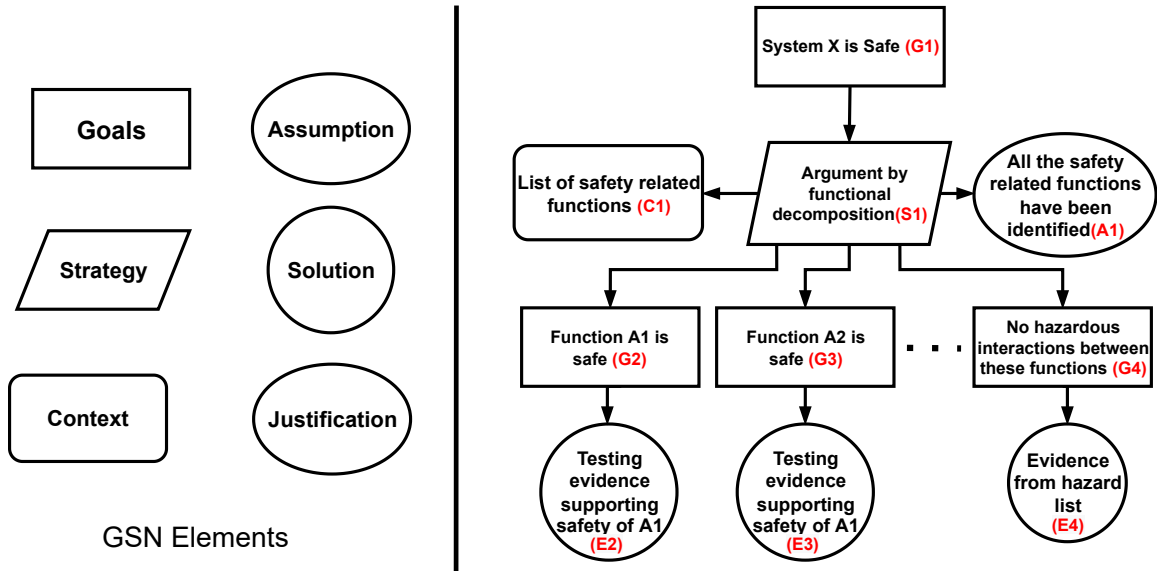 Goals
Assumption
Strategy
Solution
Context
Justification
GSN Elements
System X is Safe (G1)
List of safety related
functions (C1)
Argument by
functional
decomposition(S1)
All the safety
related functions
have been
identified(A1)
Function A1 is
safe (G2)
Function A2 is
safe (G3)
No hazardous
interactions between
these functions (G4)
Testing
evidence
supporting
safety of A1
(E2)
Testing
evidence
supporting
safety of A1
(E3)
Evidence
from hazard
list
(E4)